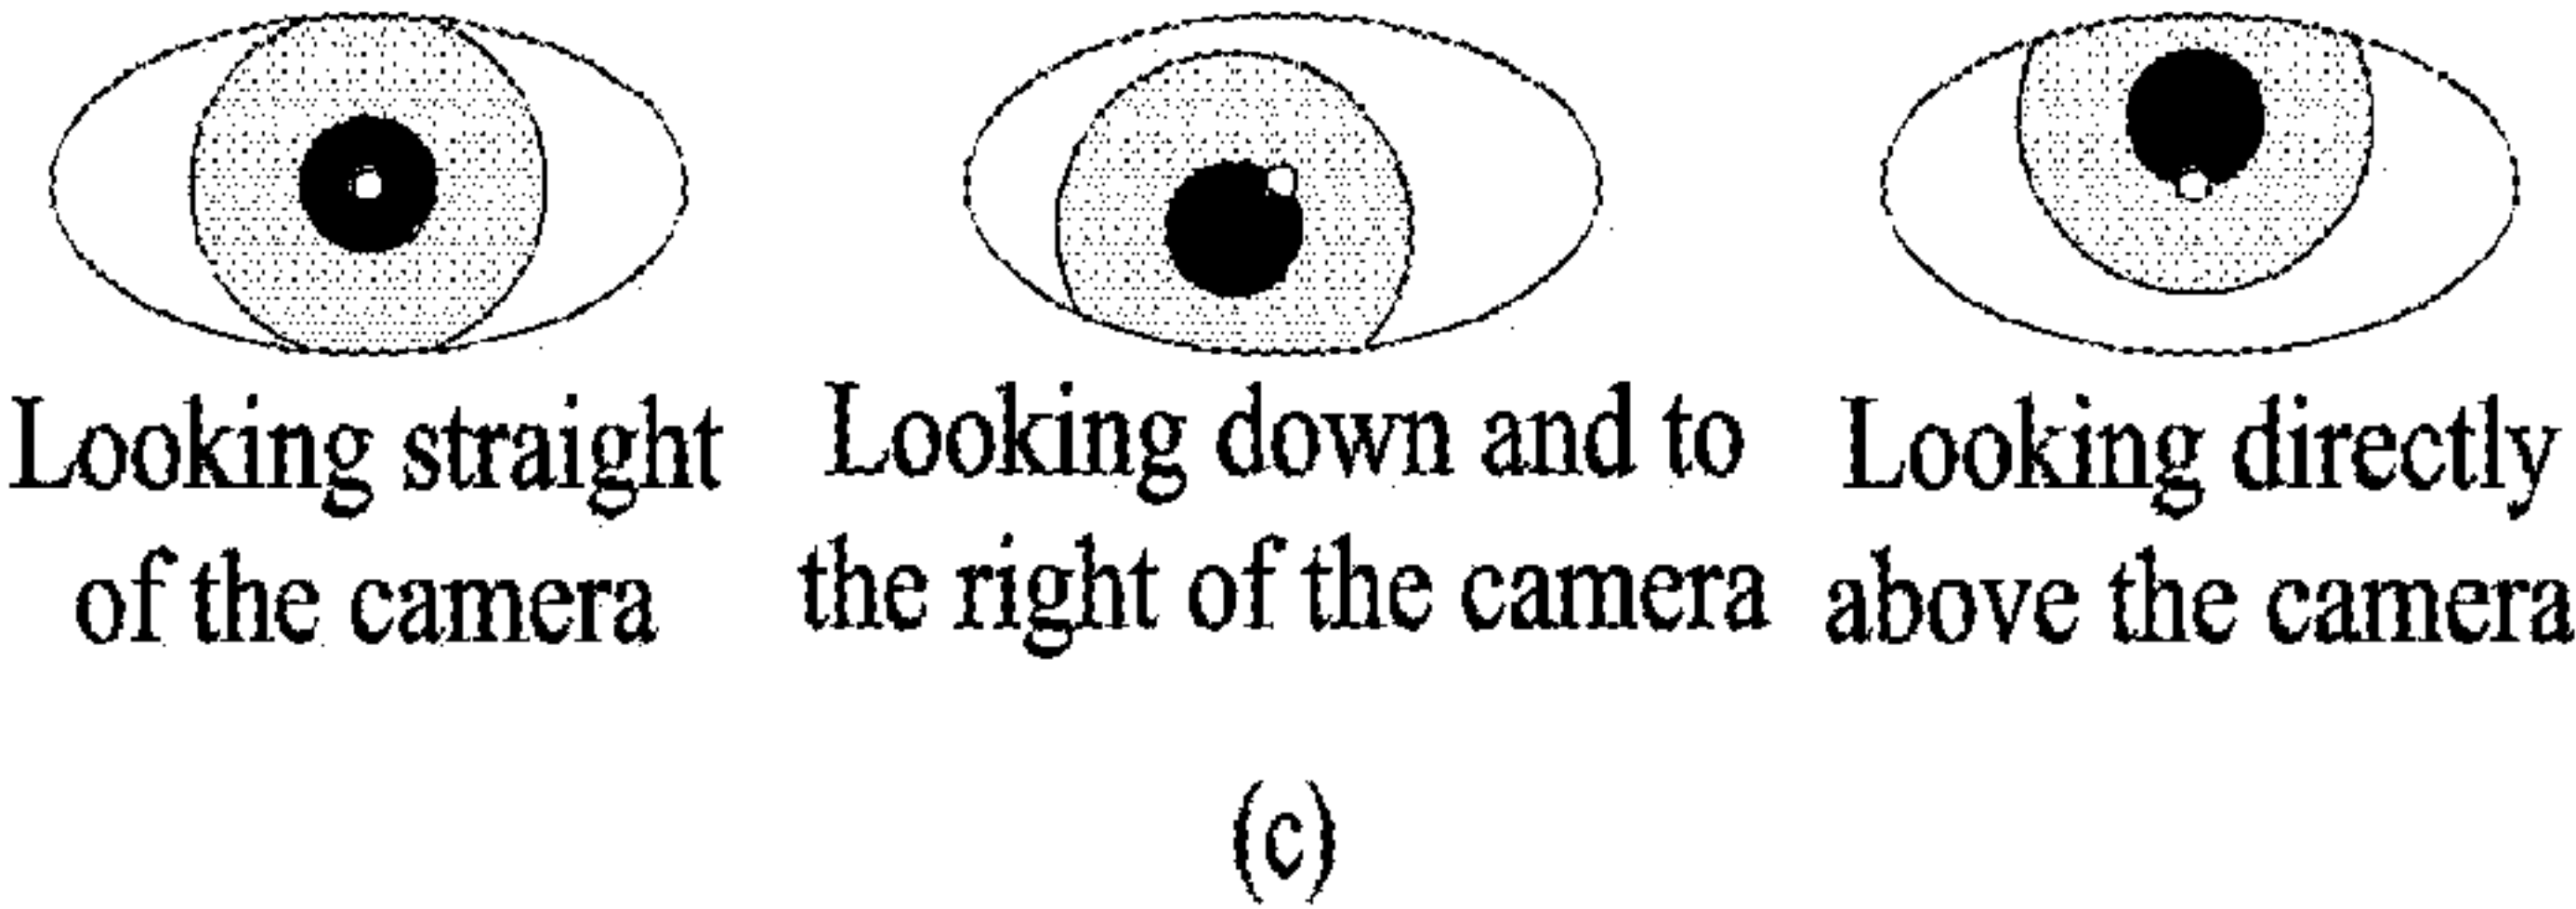 Looking straight
of the camera
Looking down and to
the right of the camera
Looking directly
above the camera
(c)